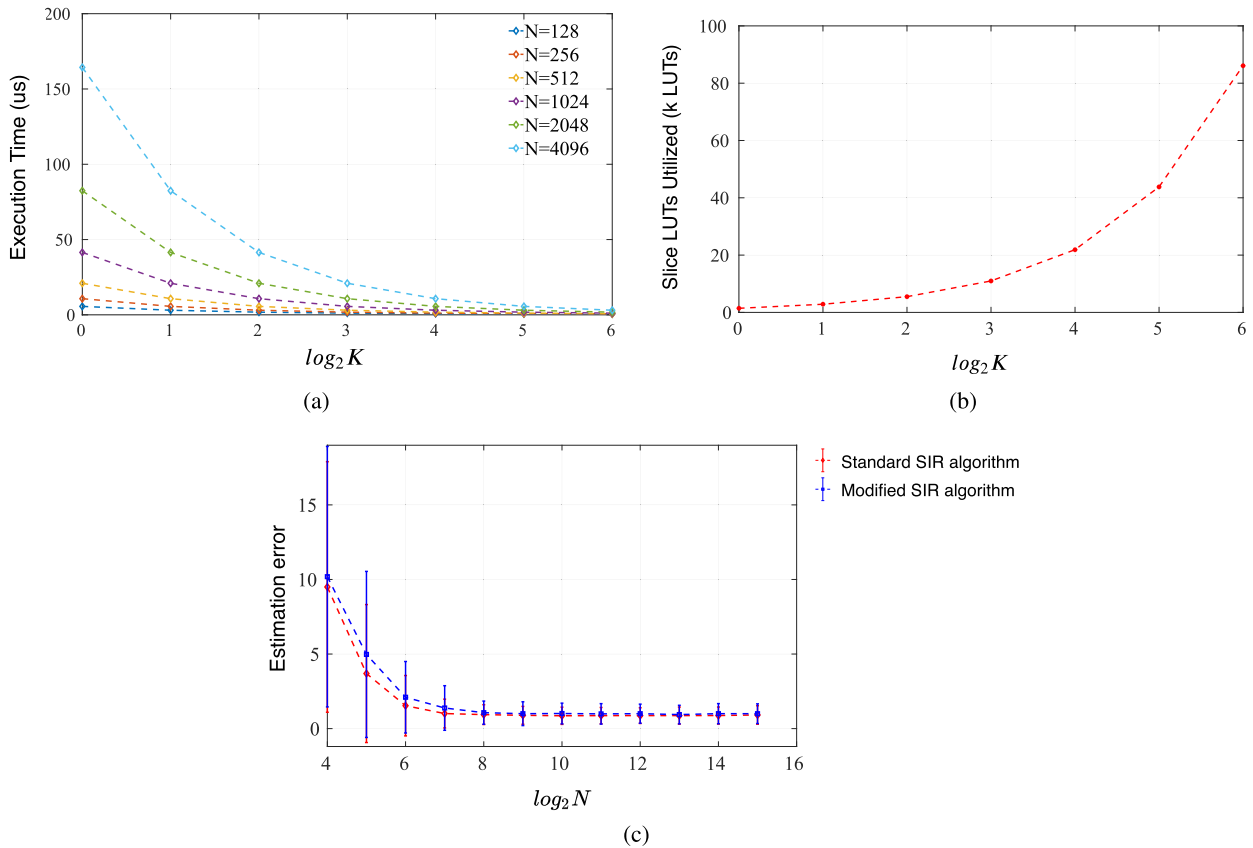 200
150
100
50
0
0 1 2 3 4 5 6
Execution Time (us)
log₂K
N=128
N=256
N=512
N=1024
N=2048
N=4096
(a)
100
80
60
40
20
0
0 1 2 3 4 5 6
Slice LUTs Utilized (k LUTs)
log₂K
(b)
15
10
5
0
4 6 8 10 12 14 16
Estimation error
log₂N
Standard SIR algorithm
Modified SIR algorithm
(c)